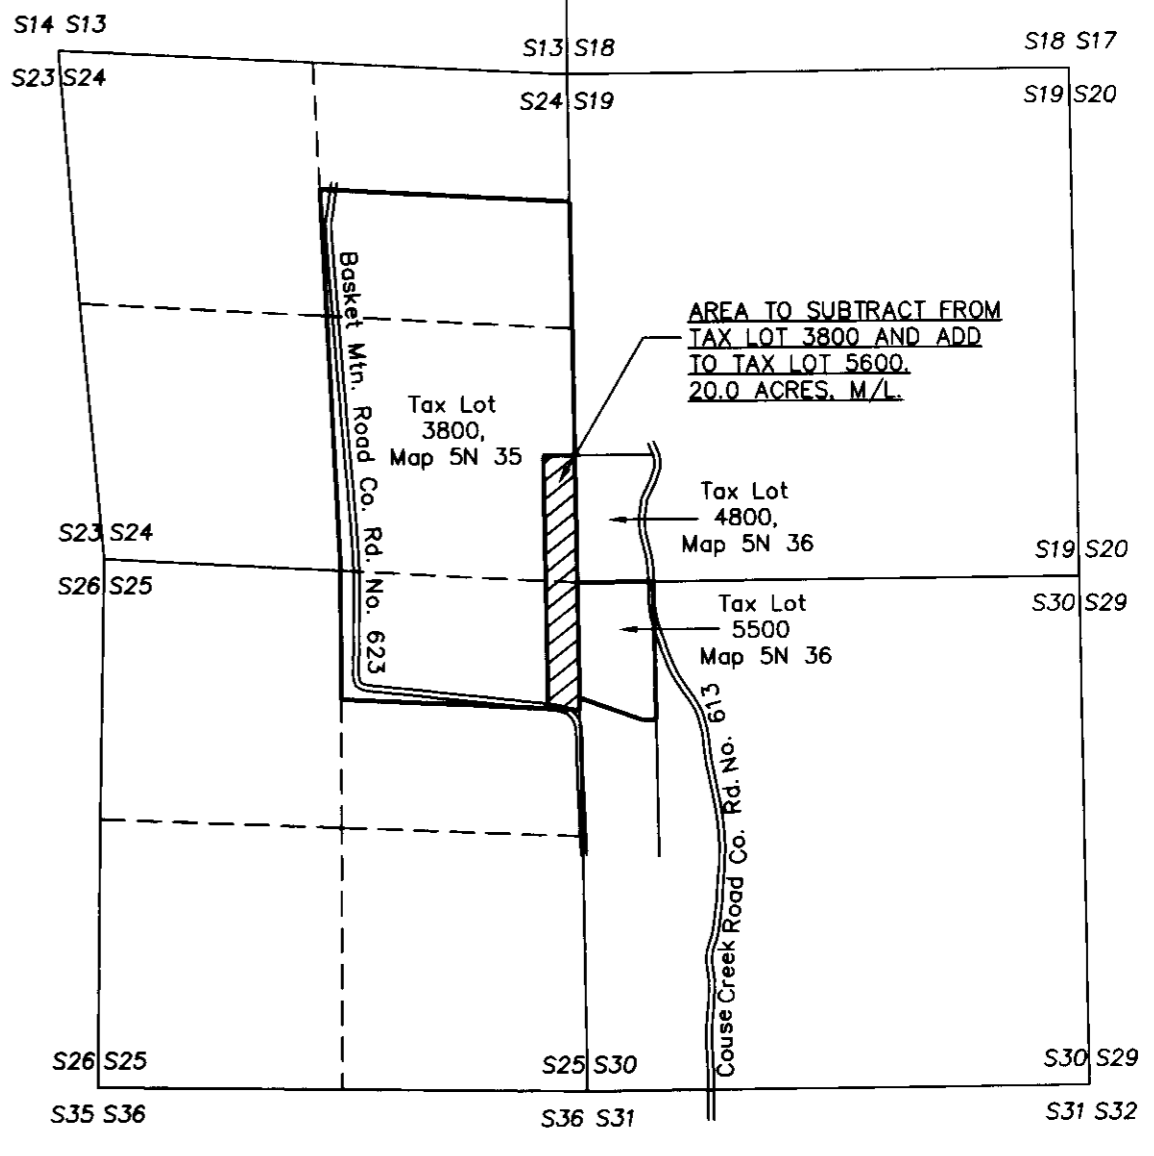 S14 S13
S13 S18
S18 S17
S23 S24
S24 S19
S19 S20
AREA TO SUBTRACT FROM
TAX LOT 3800 AND ADD
TO TAX LOT 5600.
20.0 ACRES, M/L.
Basket Mtn. Road Co. Rd. No. 623
Tax Lot
3800,
Map 5N 35
Tax Lot
4800,
Map 5N 36
S23 S24
S19 S20
S26 S25
S30 S29
Tax Lot
5500
Map 5N 36
Couse Creek Road Co. Rd. No. 613
S26 S25
S25 S30
S30 S29
S35 S36
S36 S31
S31 S32